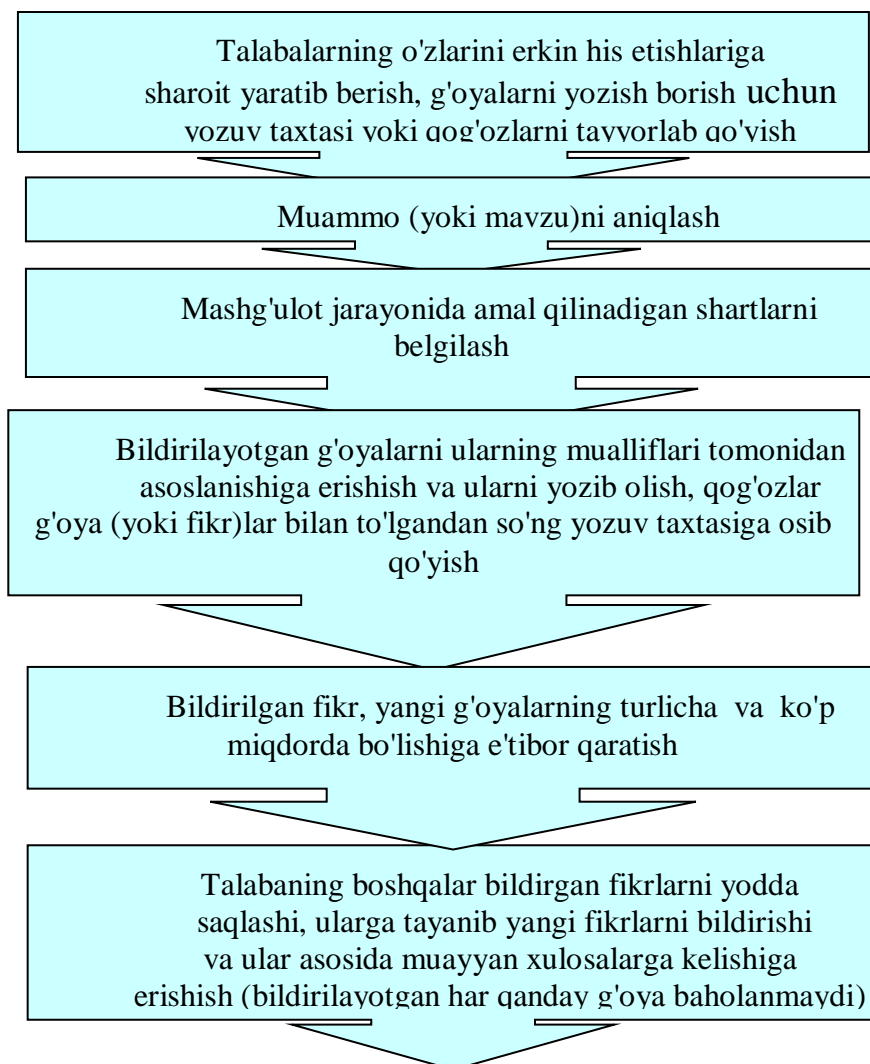 Talabalarning o'zlarini erkin his etishlariga
sharoit yaratib berish, g'oyalarni yozish borish uchun
yozuv taxtasi yoki qog'ozlarni tayyorlab qo'yish
Muammo (yoki mavzu)ni aniqlash
Mashg'ulot jarayonida amal qilinadigan shartlarni
belgilash
Bildirilayotgan g'oyalarni ularning mualliflari tomonidan
asoslanishiga erishish va ularni yozib olish, qog'ozlar
g'oya (yoki fikr)lar bilan to'lgandan so'ng yozuv taxtasiga osib
qo'yish
Bildirilgan fikr, yangi g'oyalarning turlicha va ko'p
miqdorda bo'lishiga e'tibor qaratish
Talabaning boshqalar bildirgan fikrlarni yodda
saqlashi, ularga tayanib yangi fikrlarni bildirishi
va ular asosida muayyan xulosalarga kelishiga
erishish (bildirilayotgan har qanday g'oya baholanmaydi)